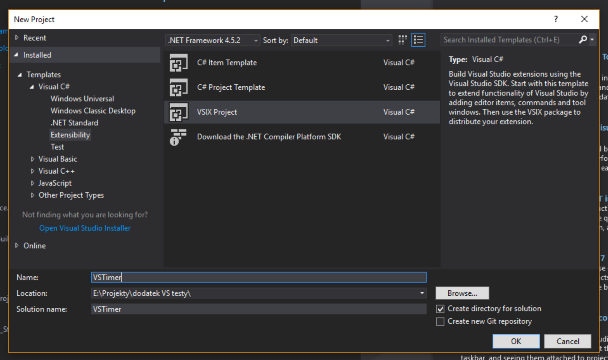 New Project
Recent
Installed
Templates
Visual C#
Windows Universal
Windows Classic Desktop
.NET Standard
Extensibility
Test
Visual Basic
Visual C++
JavaScript
Other Project Types
Not finding what you are looking for?
Open Visual Studio Installer
Online
.NET Framework 4.5.2 Sort by: Default
C# Item Template Visual C#
C# Project Template Visual C#
VSIX Project Visual C#
Download the .NET Compiler Platform SDK Visual C#
Search Installed Templates (Ctrl+E)
Type: Visual C#
Build Visual Studio extensions using the
Visual Studio SDK. Start with this template
to extend functionality of Visual Studio by
adding editor items, commands and tool
windows. Then use the VSIX package to
distribute your extension.
Name: VSTimer
Location: E:\Projekty\dodatek VS testy\ Browse...
Solution name: VSTimer
Create directory for solution
Create new Git repository
OK Cancel
taskbar, and seeing them attached to project